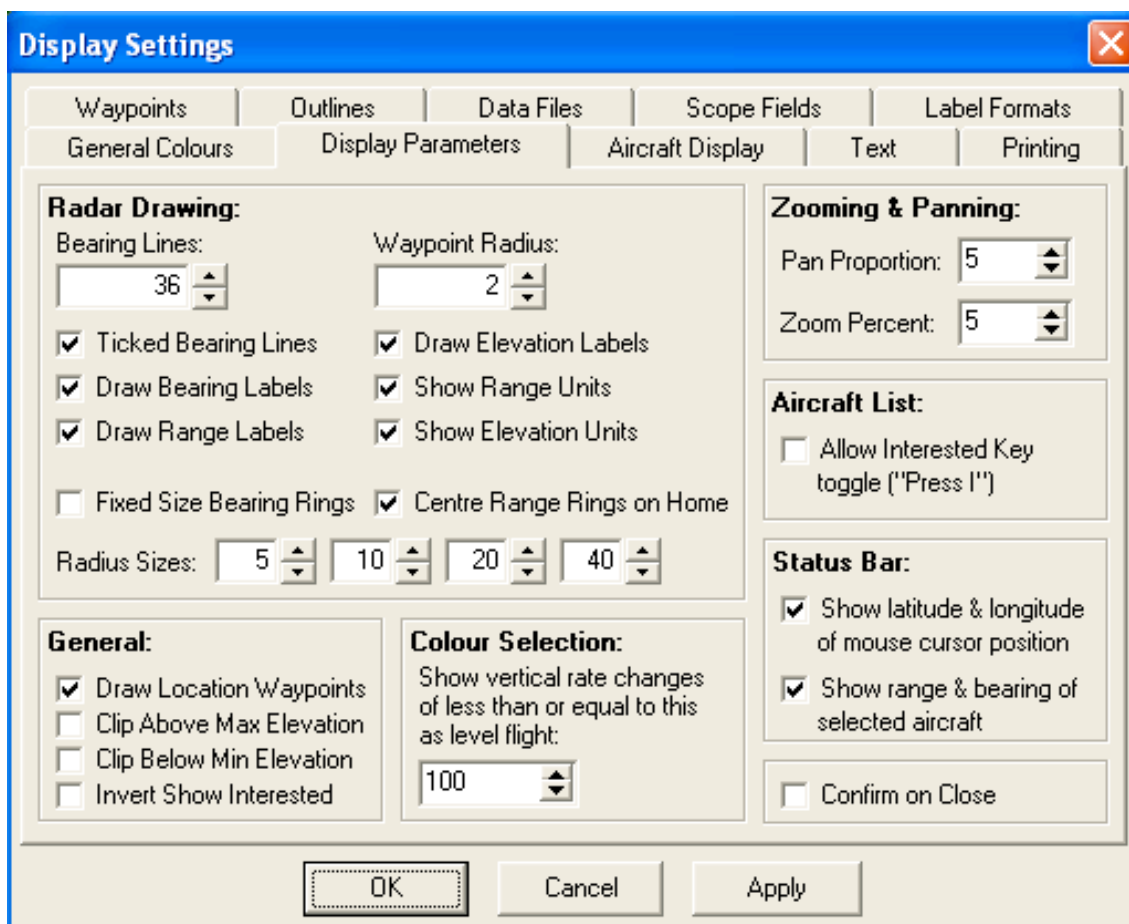 Display Settings
Waypoints Outlines Data Files Scope Fields Label Formats
General Colours Display Parameters Aircraft Display Text Printing
Radar Drawing:
Bearing Lines: Waypoint Radius:
36 2
Ticked Bearing Lines Draw Elevation Labels
Draw Bearing Labels Show Range Units
Draw Range Labels Show Elevation Units
Fixed Size Bearing Rings Centre Range Rings on Home
Radius Sizes: 5 10 20 40
General:
Draw Location Waypoints
Clip Above Max Elevation
Clip Below Min Elevation
Invert Show Interested
Colour Selection:
Show vertical rate changes
of less than or equal to this
as level flight:
100
Zooming & Panning:
Pan Proportion: 5
Zoom Percent: 5
Aircraft List:
Allow Interested Key
toggle ("Press I")
Status Bar:
Show latitude & longitude
of mouse cursor position
Show range & bearing of
selected aircraft
Confirm on Close
OK Cancel Apply